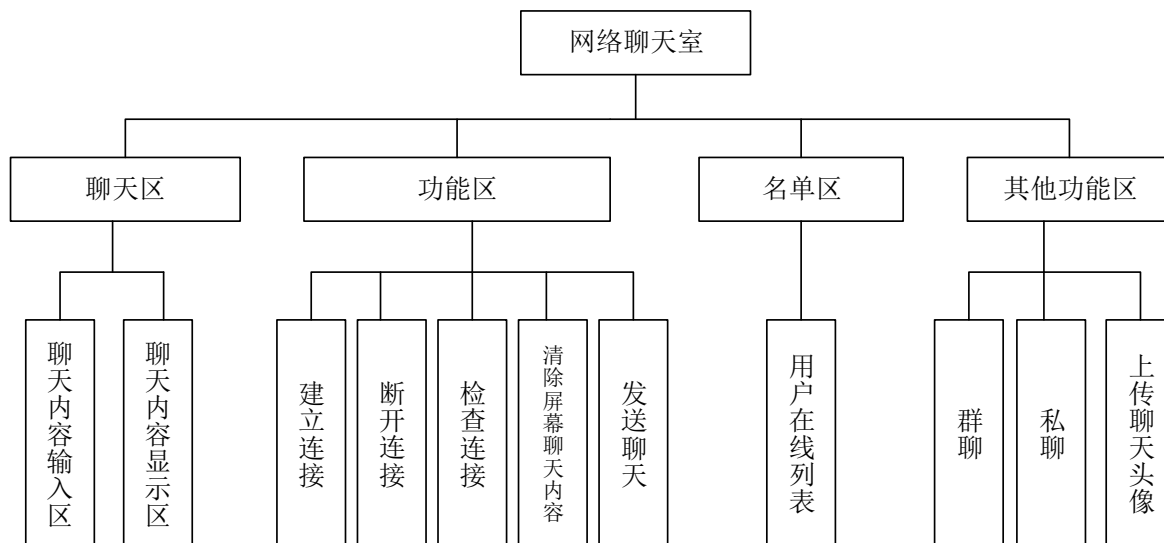 网络聊天室
聊天区
功能区
名单区
其他功能区
聊天内容输入区
聊天内容显示区
建立连接
断开连接
检查连接
清除屏幕聊天内容
发送聊天
用户在线列表
群聊
私聊
上传聊天头像